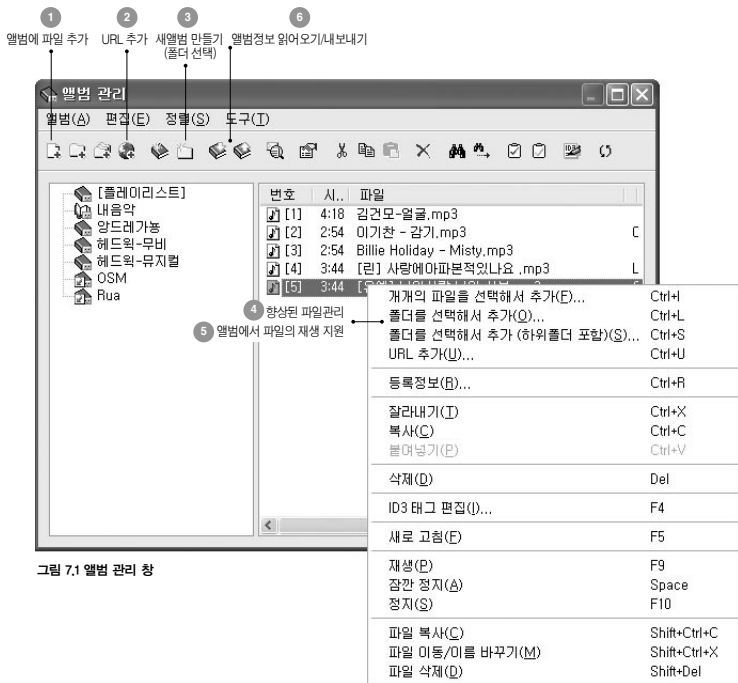 1 2 3 6
앨범에 파일 추가 URL 추가 새앨범 만들기 앨범정보 읽어오기/내보내기
(폴더 선택)
앨범 관리
앨범(A) 편집(E) 정렬(S) 도구(T)
[플레이리스트]
내음악
앙드레가뇽
헤드윅-무비
헤드윅-뮤지컬
OSM
Rua
번호 시.. 파일
[1] 4:18 김건모-얼굴.mp3
[2] 2:54 이기찬 - 감기.mp3 C
[3] 2:54 Billie Holiday - Misty.mp3
[4] 3:44 [린] 사랑에아파본적있나요 .mp3 L
[5] 3:44
4 향상된 파일관리
5 앨범에서 파일의 재생 지원
개개의 파일을 선택해서 추가(F)... Ctrl+I
폴더를 선택해서 추가(O)... Ctrl+L
폴더를 선택해서 추가 (하위폴더 포함)(S)... Ctrl+S
URL 추가(U)... Ctrl+U
등록정보(R)... Ctrl+R
잘라내기(T) Ctrl+X
복사(C) Ctrl+C
붙여넣기(P) Ctrl+V
삭제(D) Del
ID3 태그 편집(I)... F4
새로 고침(F) F5
재생(P) F9
잠깐 정지(A) Space
정지(S) F10
파일 복사(C) Shift+Ctrl+C
파일 이동/이름 바꾸기(M) Shift+Ctrl+X
파일 삭제(D) Shift+Del
그림 7.1 앨범 관리 창